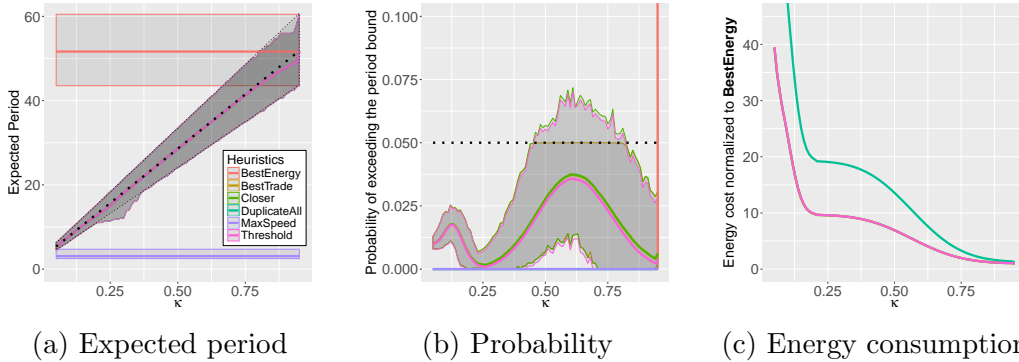 60
40
20
0
Expected Period
0.25
0.50
0.75
κ
Heuristics
BestEnergy
BestTrade
Closer
DuplicateAll
MaxSpeed
Threshold
(a) Expected period
0.100
0.075
0.050
0.025
0.000
Probability of exceeding the period bound
0.25
0.50
0.75
κ
(b) Probability
40
30
20
10
0
Energy cost normalized to BestEnergy
0.25
0.50
0.75
κ
(c) Energy consumption